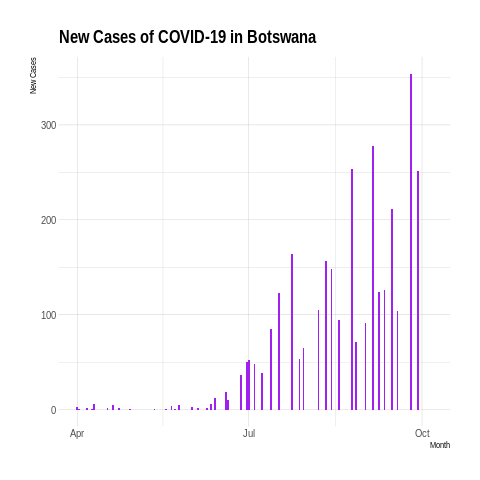 New Cases of COVID-19 in Botswana
New Cases
300
200
100
0
Apr
Jul
Oct
Month